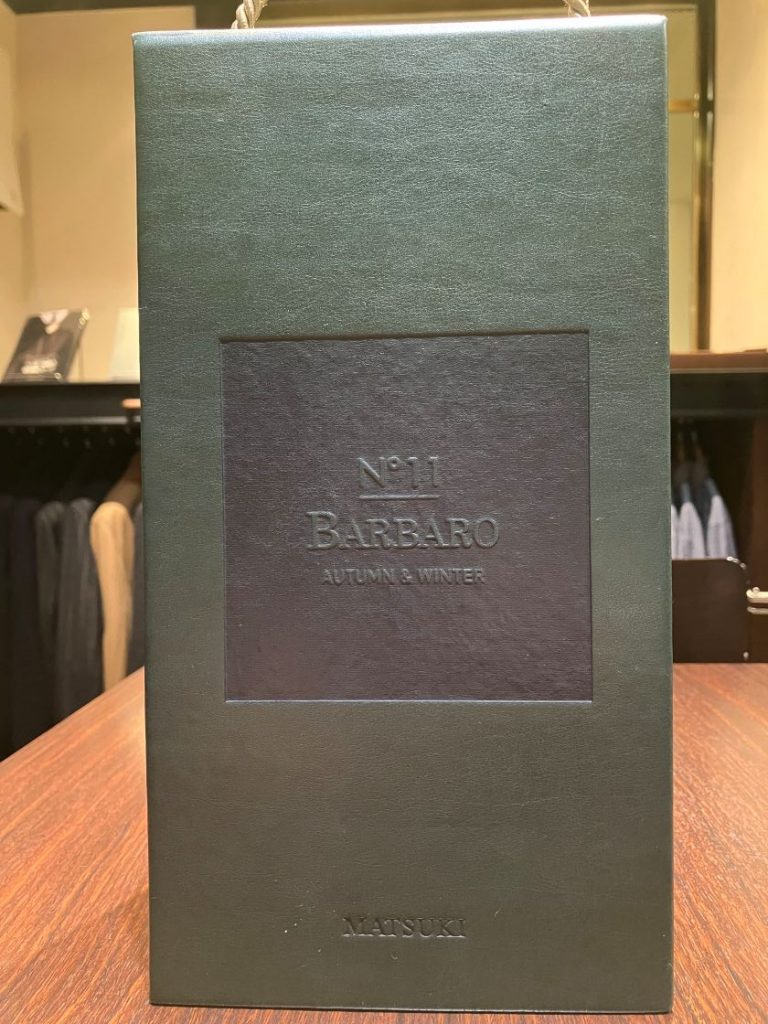 Nº11
BARBARO
AUTUMN & WINTER
MATSUKI